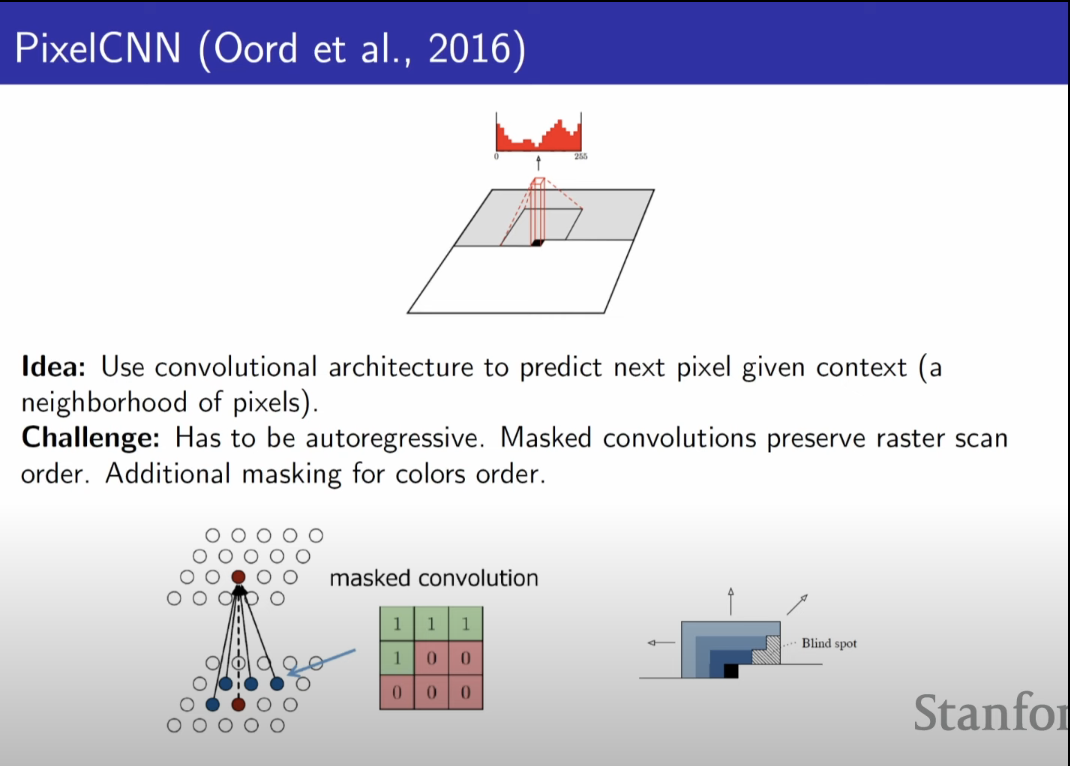 PixelCNN (Oord et al., 2016)
0 255
Idea: Use convolutional architecture to predict next pixel given context (a
neighborhood of pixels).
Challenge: Has to be autoregressive. Masked convolutions preserve raster scan
order. Additional masking for colors order.
masked convolution
1 1 1
1 0 0
0 0 0
Blind spot
Stanfor